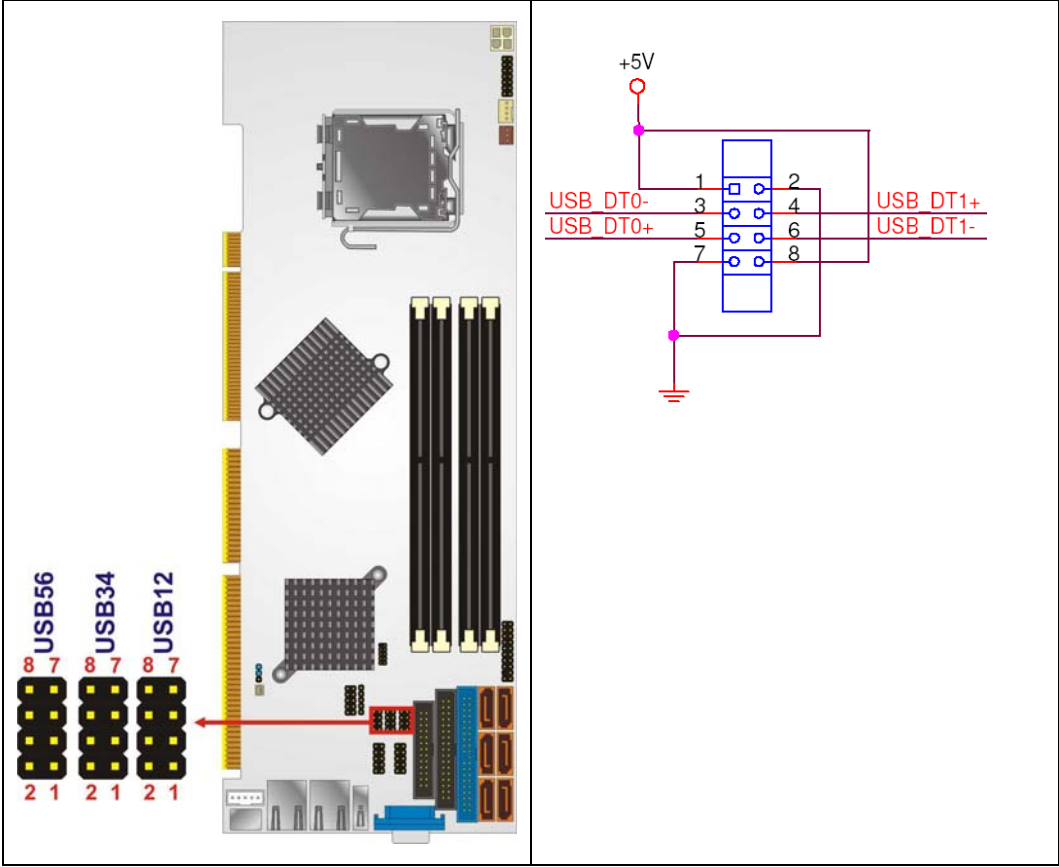 USB56
USB34
USB12
8 7
8 7
8 7
2 1
2 1
2 1
+5V
1 2
USB_DT0- 3 4 USB_DT1+
USB_DT0+ 5 6 USB_DT1-
7 8